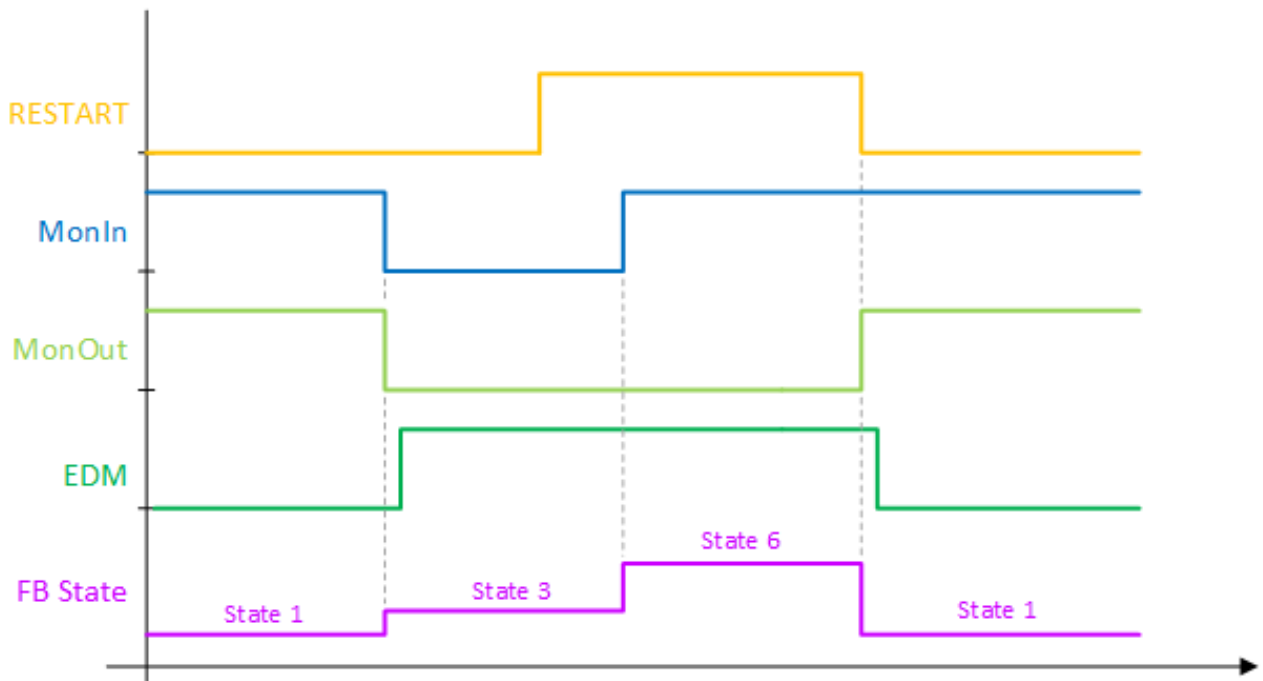 RESTART
MonIn
MonOut
EDM
State 6
FB State
State 3
State 1
State 1